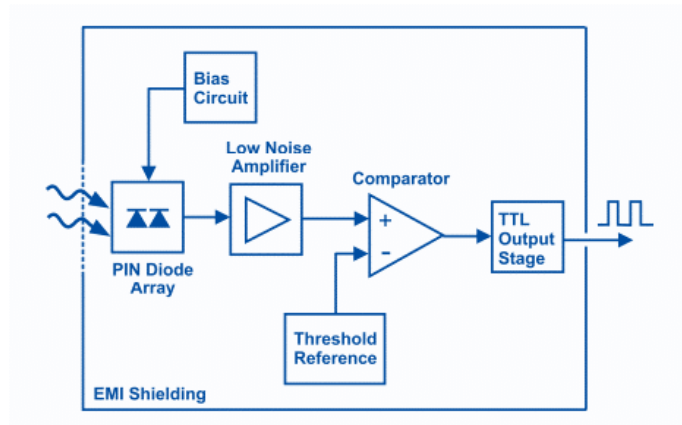 Bias
Circuit
Low Noise
Amplifier
Comparator
+
-
TTL
Output
Stage
PIN Diode
Array
Threshold
Reference
EMI Shielding